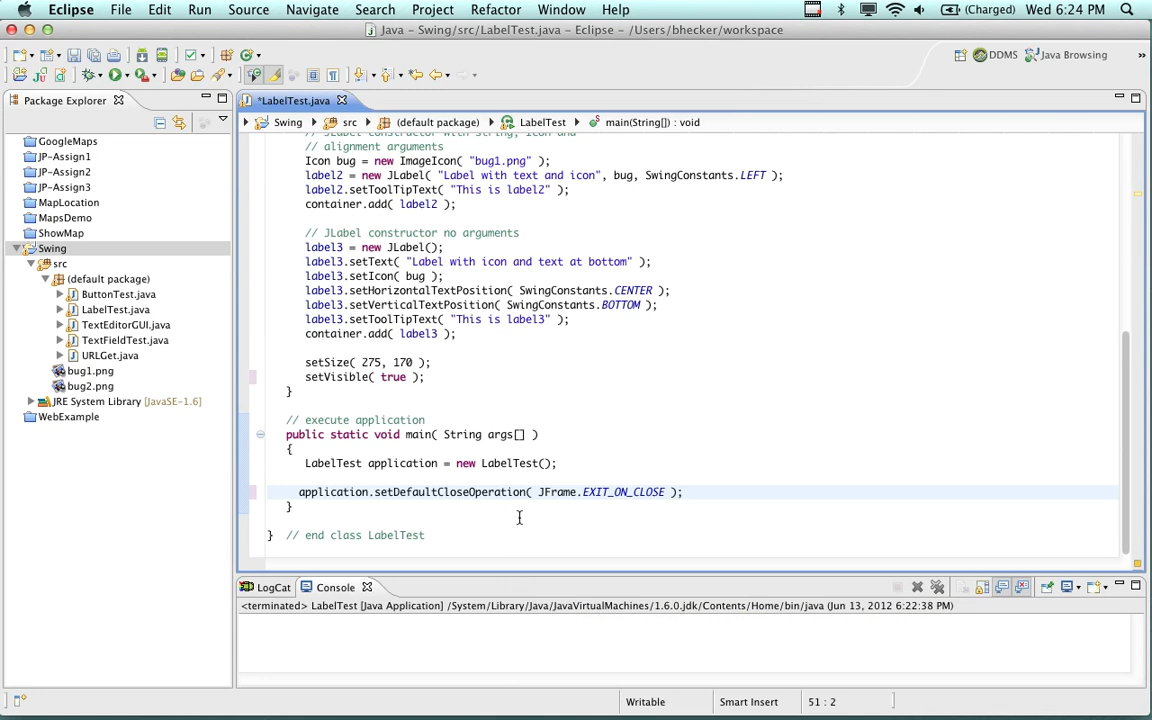 Eclipse File Edit Run Source Navigate Search Project Refactor Window Help (Charged) Wed 6:24 PM
Java – Swing/src/LabelTest.java – Eclipse – /Users/bhecker/workspace
DDMS Java Browsing »
Package Explorer
*LabelTest.java
Swing src (default package) LabelTest main(String[]) : void
GoogleMaps
JP-Assign1
JP-Assign2
JP-Assign3
MapLocation
MapsDemo
ShowMap
Swing
src
(default package)
ButtonTest.java
LabelTest.java
TextEditorGUI.java
TextFieldTest.java
URLGet.java
bug1.png
bug2.png
JRE System Library [JavaSE-1.6]
WebExample
// JLabel constructor with string, Icon and
// alignment arguments
Icon bug = new ImageIcon( "bug1.png" );
label2 = new JLabel( "Label with text and icon", bug, SwingConstants.LEFT );
label2.setToolTipText( "This is label2" );
container.add( label2 );
// JLabel constructor no arguments
label3 = new JLabel();
label3.setText( "Label with icon and text at bottom" );
label3.setIcon( bug );
label3.setHorizontalTextPosition( SwingConstants.CENTER );
label3.setVerticalTextPosition( SwingConstants.BOTTOM );
label3.setToolTipText( "This is label3" );
container.add( label3 );
setSize( 275, 170 );
setVisible( true );
}
// execute application
public static void main( String args[] )
{
LabelTest application = new LabelTest();
application.setDefaultCloseOperation( JFrame.EXIT_ON_CLOSE );
}
} // end class LabelTest
LogCat Console
<terminated> LabelTest [Java Application] /System/Library/Java/JavaVirtualMachines/1.6.0.jdk/Contents/Home/bin/java (Jun 13, 2012 6:22:38 PM)
Writable Smart Insert 51 : 2